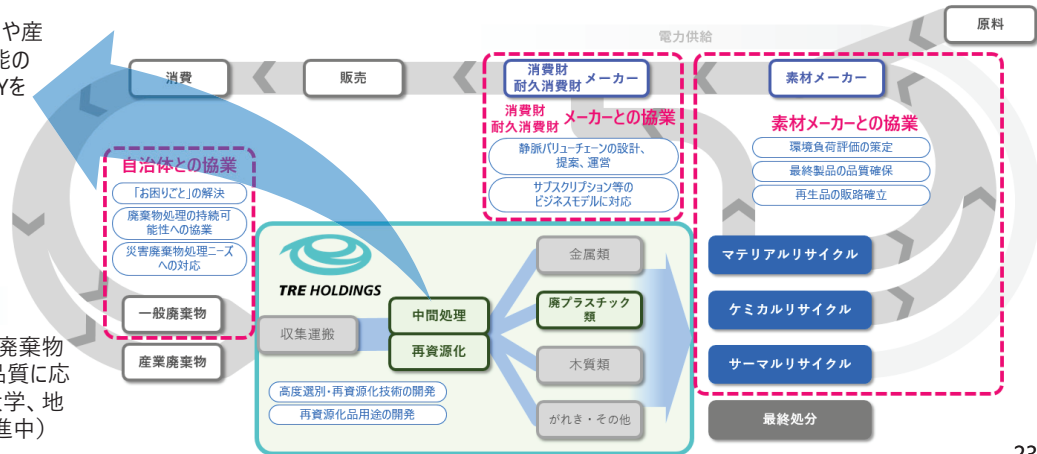 や産
能の
Yを
廃棄物
品質に応
大学、地
進中）
原料
電力供給
消費
販売
消費財
耐久消費財 メーカー
素材メーカー
消費財
耐久消費財 メーカーとの協業
静脈バリューチェーンの設計、
提案、運営
サブスクリプション等の
ビジネスモデルに対応
素材メーカーとの協業
環境負荷評価の策定
最終製品の品質確保
再生品の販路確立
自治体との協業
「お困りごと」の解決
廃棄物処理の持続可
能性への協業
災害廃棄物処理ニーズ
への対応
一般廃棄物
産業廃棄物
TRE HOLDINGS
収集運搬
中間処理
再資源化
高度選別・再資源化技術の開発
再資源化品用途の開発
金属類
廃プラスチック
類
木質類
がれき・その他
マテリアルリサイクル
ケミカルリサイクル
サーマルリサイクル
最終処分
23